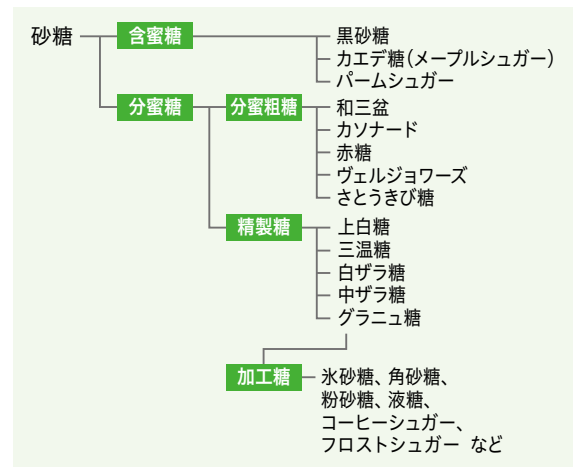 砂糖
含蜜糖
黒砂糖
カエデ糖（メープルシュガー）
パームシュガー
分蜜糖
分蜜粗糖
和三盆
カソナード
赤糖
ヴェルジョワーズ
さとうきび糖
精製糖
上白糖
三温糖
白ザラ糖
中ザラ糖
グラニュ糖
加工糖
氷砂糖、角砂糖、
粉砂糖、液糖、
コーヒーシュガー、
フロストシュガー など